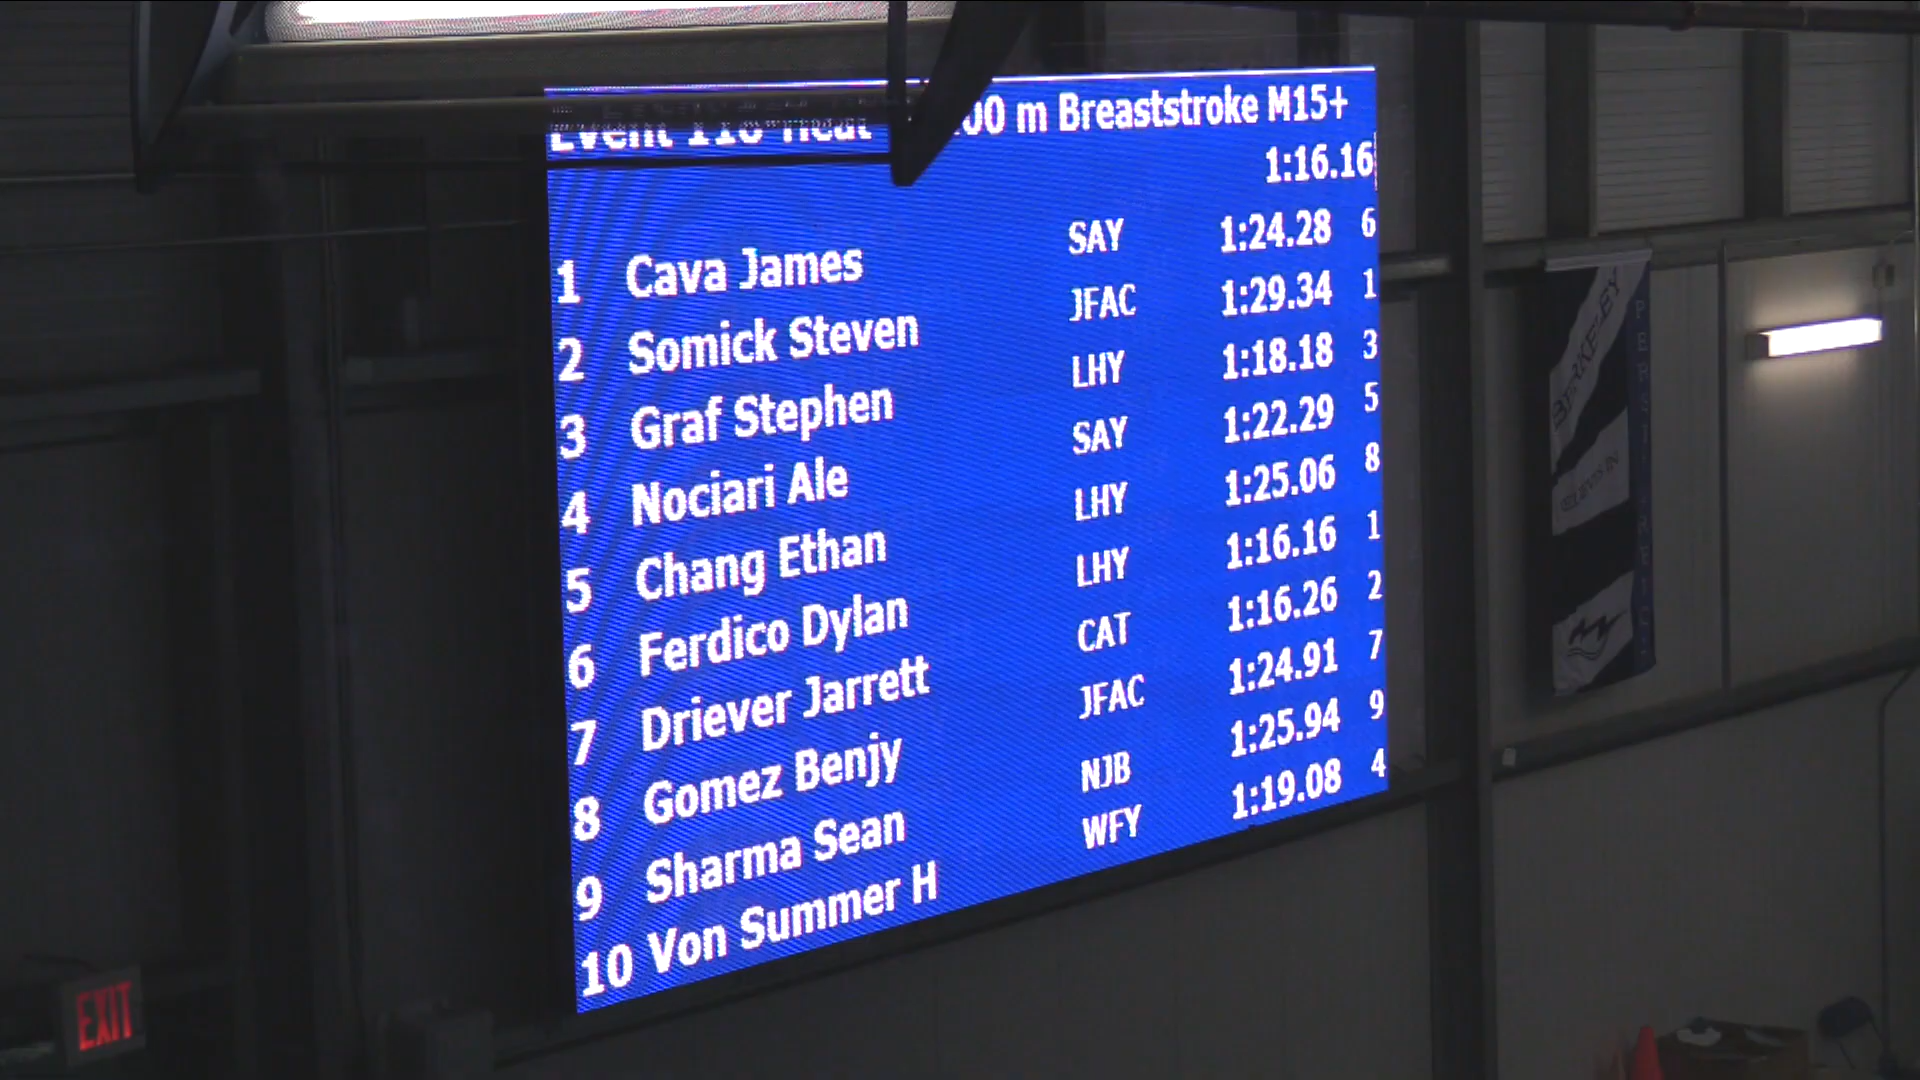 Event 110 Heat 00 m Breaststroke M15+
1:16.16
1 Cava James SAY 1:24.28 6
2 Somick Steven JFAC 1:29.34 1
3 Graf Stephen LHY 1:18.18 3
4 Nociari Ale SAY 1:22.29 5
5 Chang Ethan LHY 1:25.06 8
6 Ferdico Dylan LHY 1:16.16 1
7 Driever Jarrett CAT 1:16.26 2
8 Gomez Benjy JFAC 1:24.91 7
9 Sharma Sean NJB 1:25.94 9
10 Von Summer H WFY 1:19.08 4
BERKELEY
EXIT